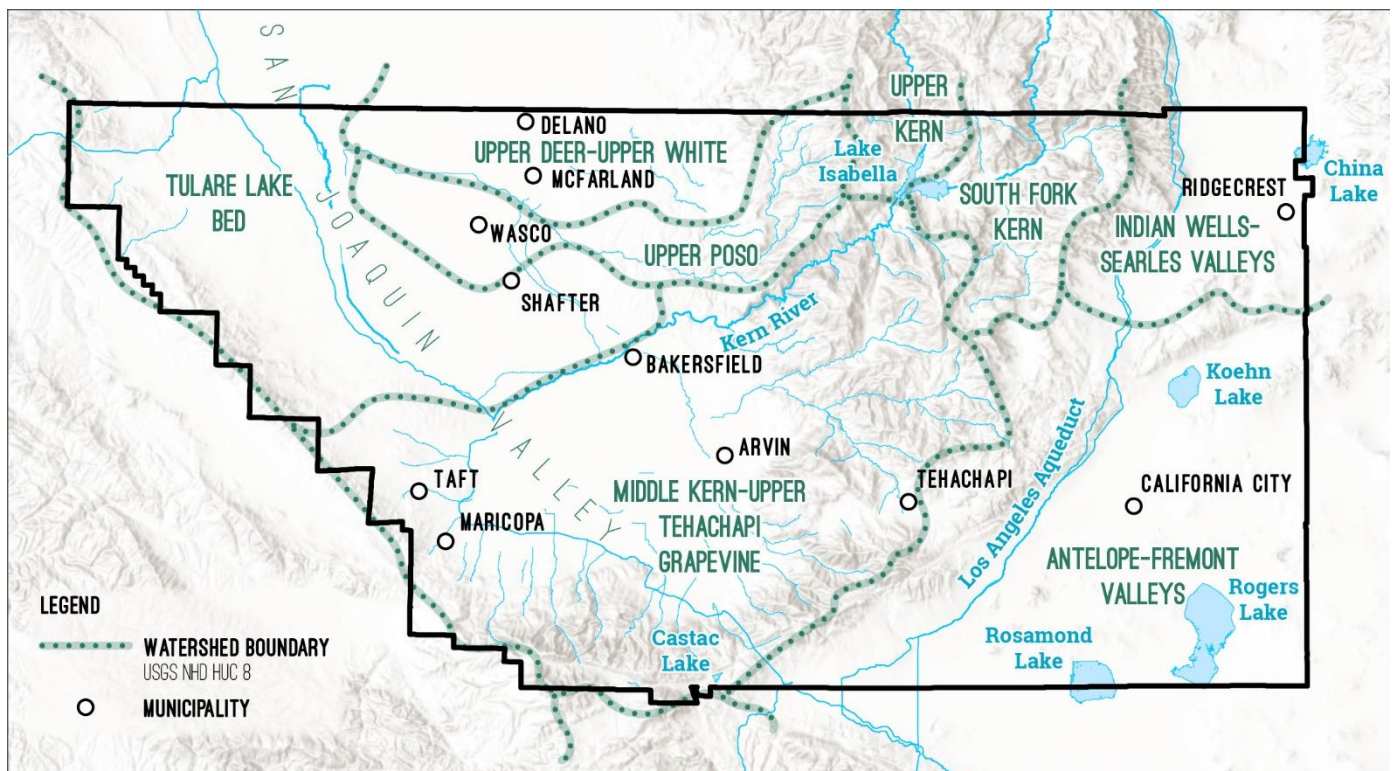 SAN JOAQUIN VALLEY
UPPER
KERN
DELANO
UPPER DEER-UPPER WHITE
MCFARLAND
Lake
Isabella
China
Lake
TULARE LAKE
BED
RIDGECREST
SOUTH FORK
KERN
WASCO
INDIAN WELLS-
SEARLES VALLEYS
UPPER POSO
SHAFTER
Kern River
BAKERSFIELD
Koehn
Lake
ARVIN
Los Angeles Aqueduct
TAFT
TEHACHAPI
CALIFORNIA CITY
MIDDLE KERN-UPPER
TEHACHAPI
GRAPEVINE
MARICOPA
ANTELOPE-FREMONT
VALLEYS
Rogers
Lake
Castac
Lake
Rosamond
Lake
LEGEND
WATERSHED BOUNDARY
USGS NHD HUC 8
MUNICIPALITY